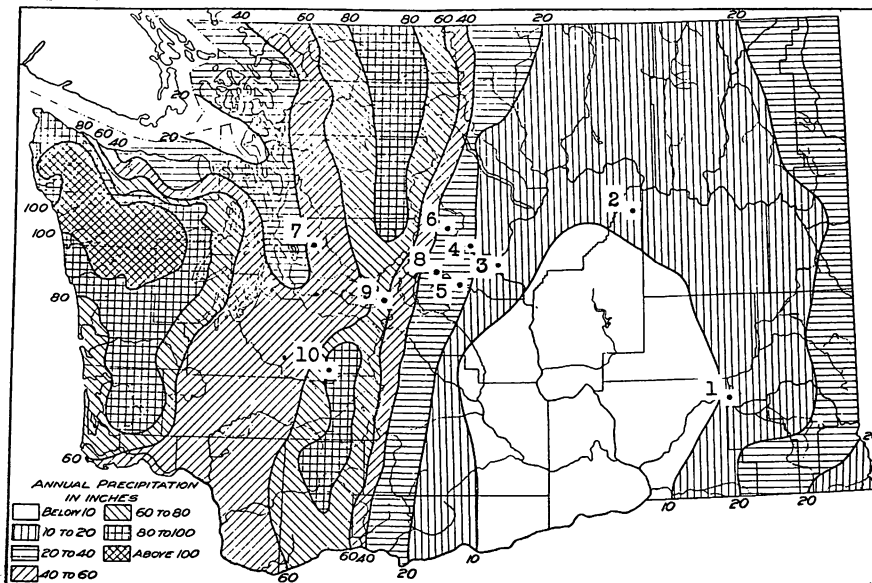 40 60 80 80 60 40 20 20
20
80 60 40 20
100
100
80
60
7 6 2
4
8 3
9 5
10 1
ANNUAL PRECIPITATION
IN INCHES
BELOW 10 60 TO 80
10 TO 20 80 TO 100
20 TO 40 ABOVE 100
40 TO 60
60 60 40 20 10 10 20 20 20